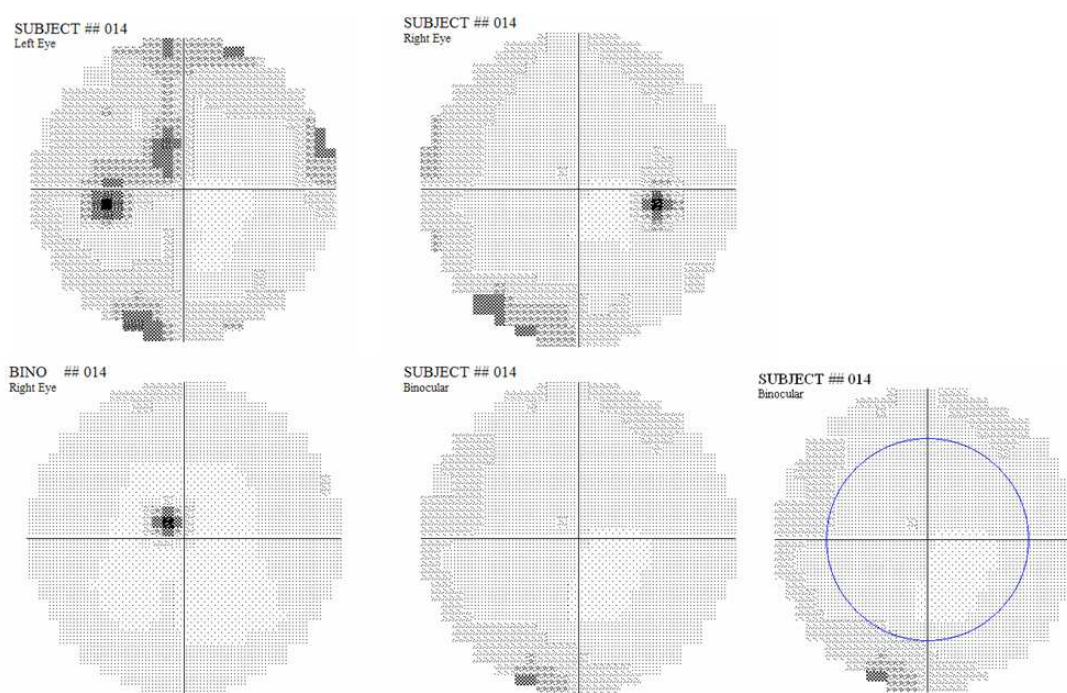 SUBJECT ## 014
Left Eye
SUBJECT ## 014
Right Eye
BINO ## 014
Right Eye
SUBJECT ## 014
Binocular
SUBJECT ## 014
Binocular